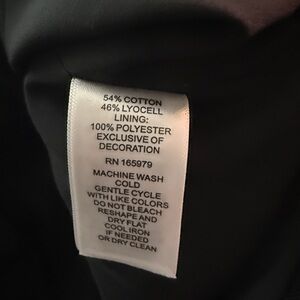 54% COTTON
46% LYOCELL
LINING:
100% POLYESTER
EXCLUSIVE OF
DECORATION
RN 165979
MACHINE WASH
COLD
GENTLE CYCLE
WITH LIKE COLORS
DO NOT BLEACH
RESHAPE AND
DRY FLAT
COOL IRON
IF NEEDED
OR DRY CLEAN